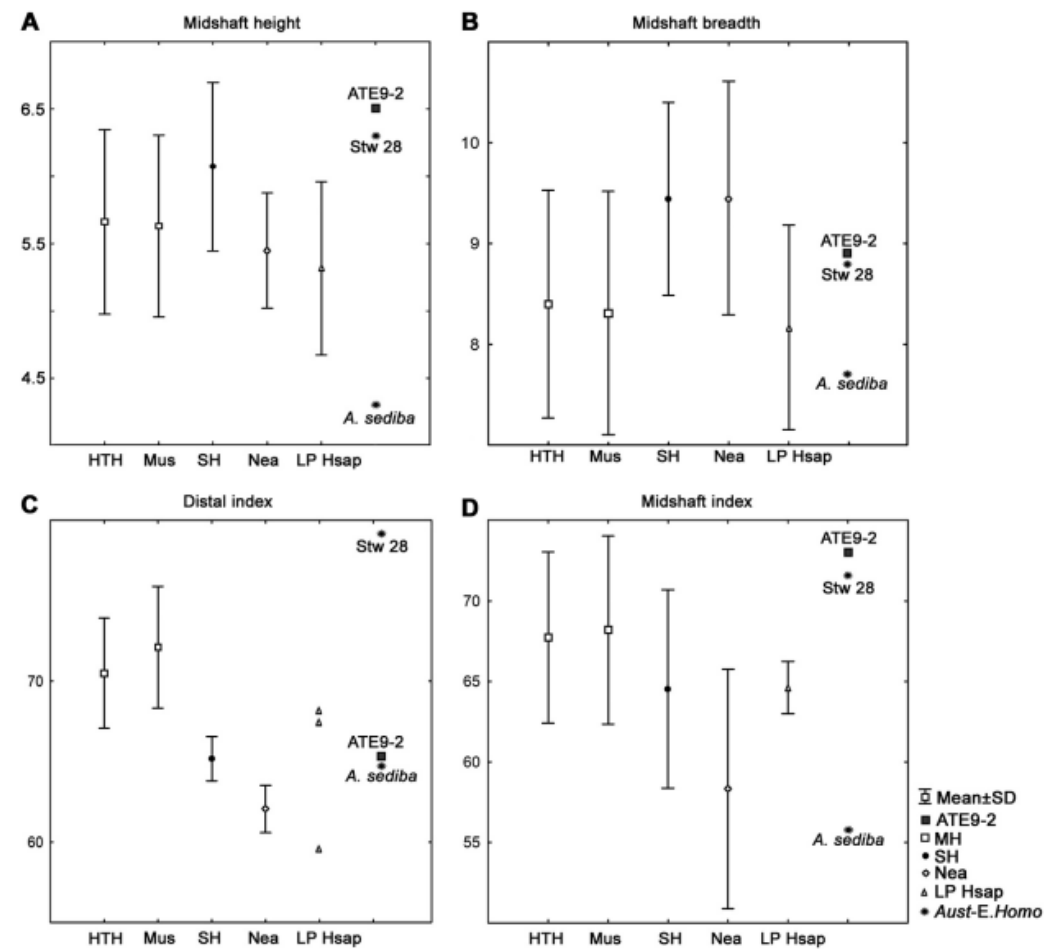 A
Midshaft height
6.5
5.5
4.5
ATE9-2
Stw 28
A. sediba
HTH Mus SH Nea LP Hsap
B
Midshaft breadth
10
9
8
ATE9-2
Stw 28
A. sediba
HTH Mus SH Nea LP Hsap
C
Distal index
70
60
Stw 28
ATE9-2
A. sediba
HTH Mus SH Nea LP Hsap
D
Midshaft index
70
65
60
55
ATE9-2
Stw 28
A. sediba
HTH Mus SH Nea LP Hsap
Mean±SD
ATE9-2
MH
SH
Nea
LP Hsap
Aust-E.Homo